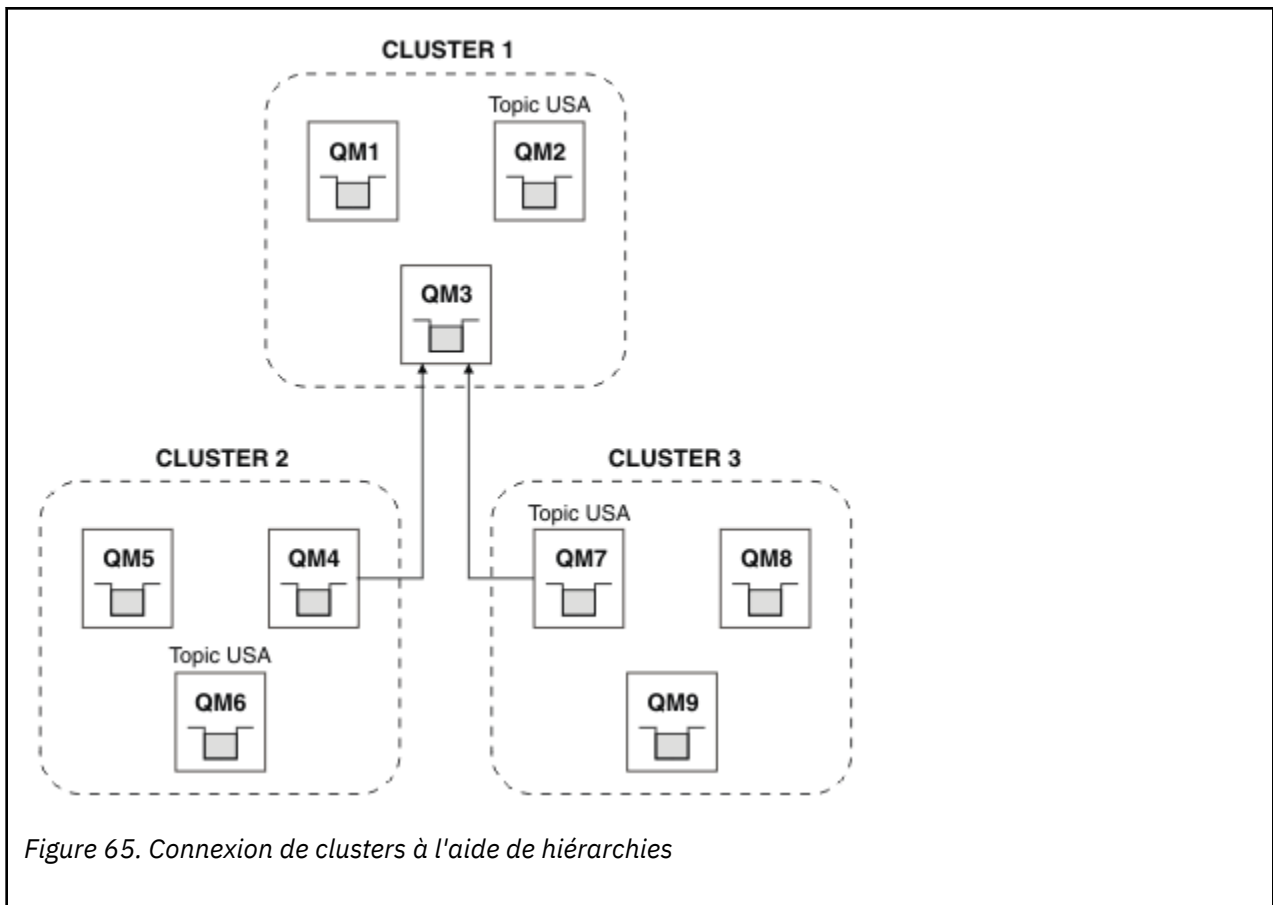 CLUSTER 1
Topic USA
QM1
QM2
QM3
CLUSTER 2
CLUSTER 3
Topic USA
QM5
QM4
QM7
QM8
Topic USA
QM6
QM9
Figure 65. Connexion de clusters à l'aide de hiérarchies